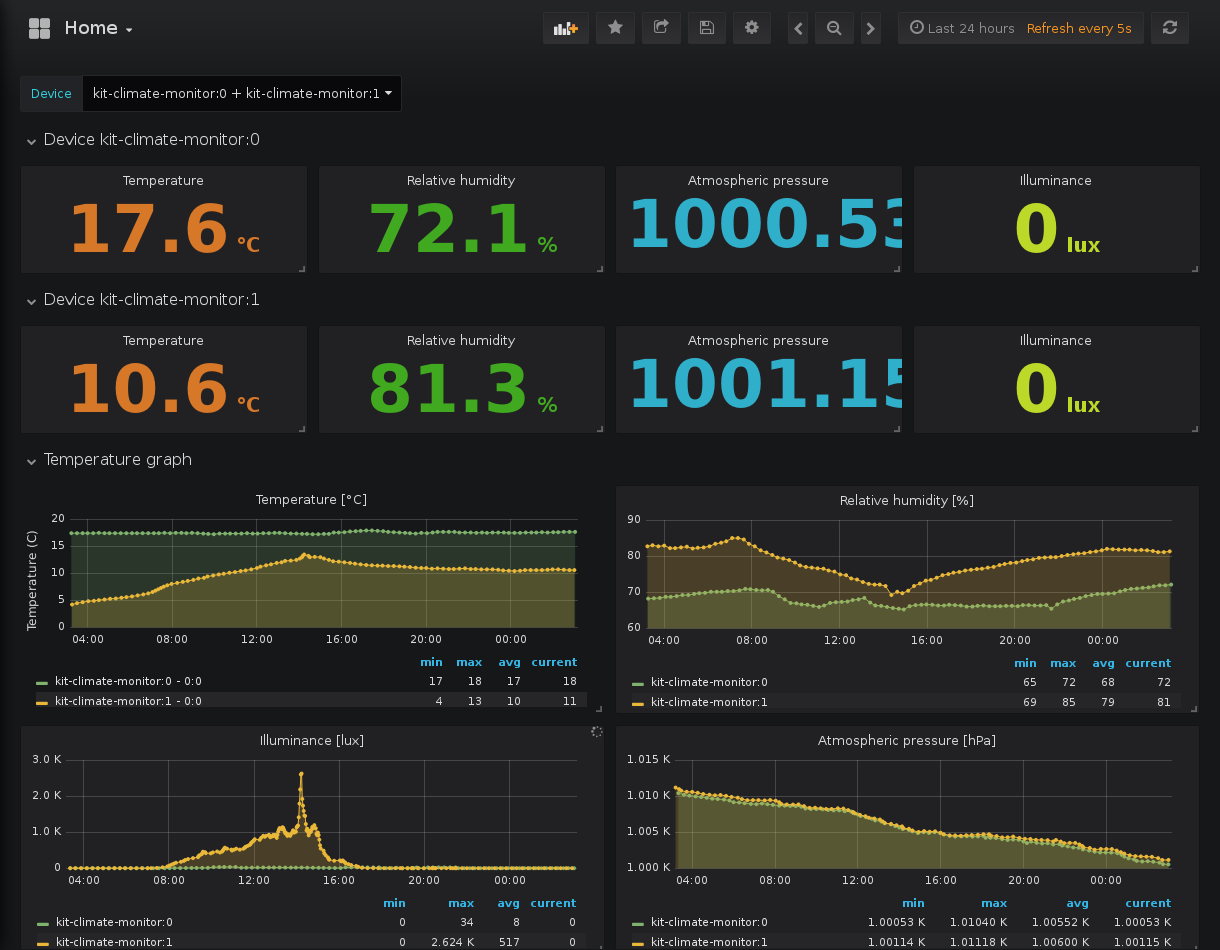 Home
Last 24 hours Refresh every 5s
Device kit-climate-monitor:0 + kit-climate-monitor:1
Device kit-climate-monitor:0
Temperature Relative humidity Atmospheric pressure Illuminance
17.6 °C 72.1 % 1000.53 0 lux
Device kit-climate-monitor:1
Temperature Relative humidity Atmospheric pressure Illuminance
10.6 °C 81.3 % 1001.15 0 lux
Temperature graph
Temperature [°C]
Temperature (C)
20
15
10
5
0
04:00 08:00 12:00 16:00 20:00 00:00
min max avg current
kit-climate-monitor:0 - 0:0 17 18 17 18
kit-climate-monitor:1 - 0:0 4 13 10 11
Relative humidity [%]
90
80
70
60
04:00 08:00 12:00 16:00 20:00 00:00
min max avg current
kit-climate-monitor:0 65 72 68 72
kit-climate-monitor:1 69 85 79 81
Illuminance [lux]
3.0 K
2.0 K
1.0 K
0
04:00 08:00 12:00 16:00 20:00 00:00
min max avg current
kit-climate-monitor:0 0 34 8 0
kit-climate-monitor:1 0 2.624 K 517 0
Atmospheric pressure [hPa]
1.015 K
1.010 K
1.005 K
1.000 K
04:00 08:00 12:00 16:00 20:00 00:00
min max avg current
kit-climate-monitor:0 1.00053 K 1.01040 K 1.00552 K 1.00053 K
kit-climate-monitor:1 1.00114 K 1.01118 K 1.00600 K 1.00115 K